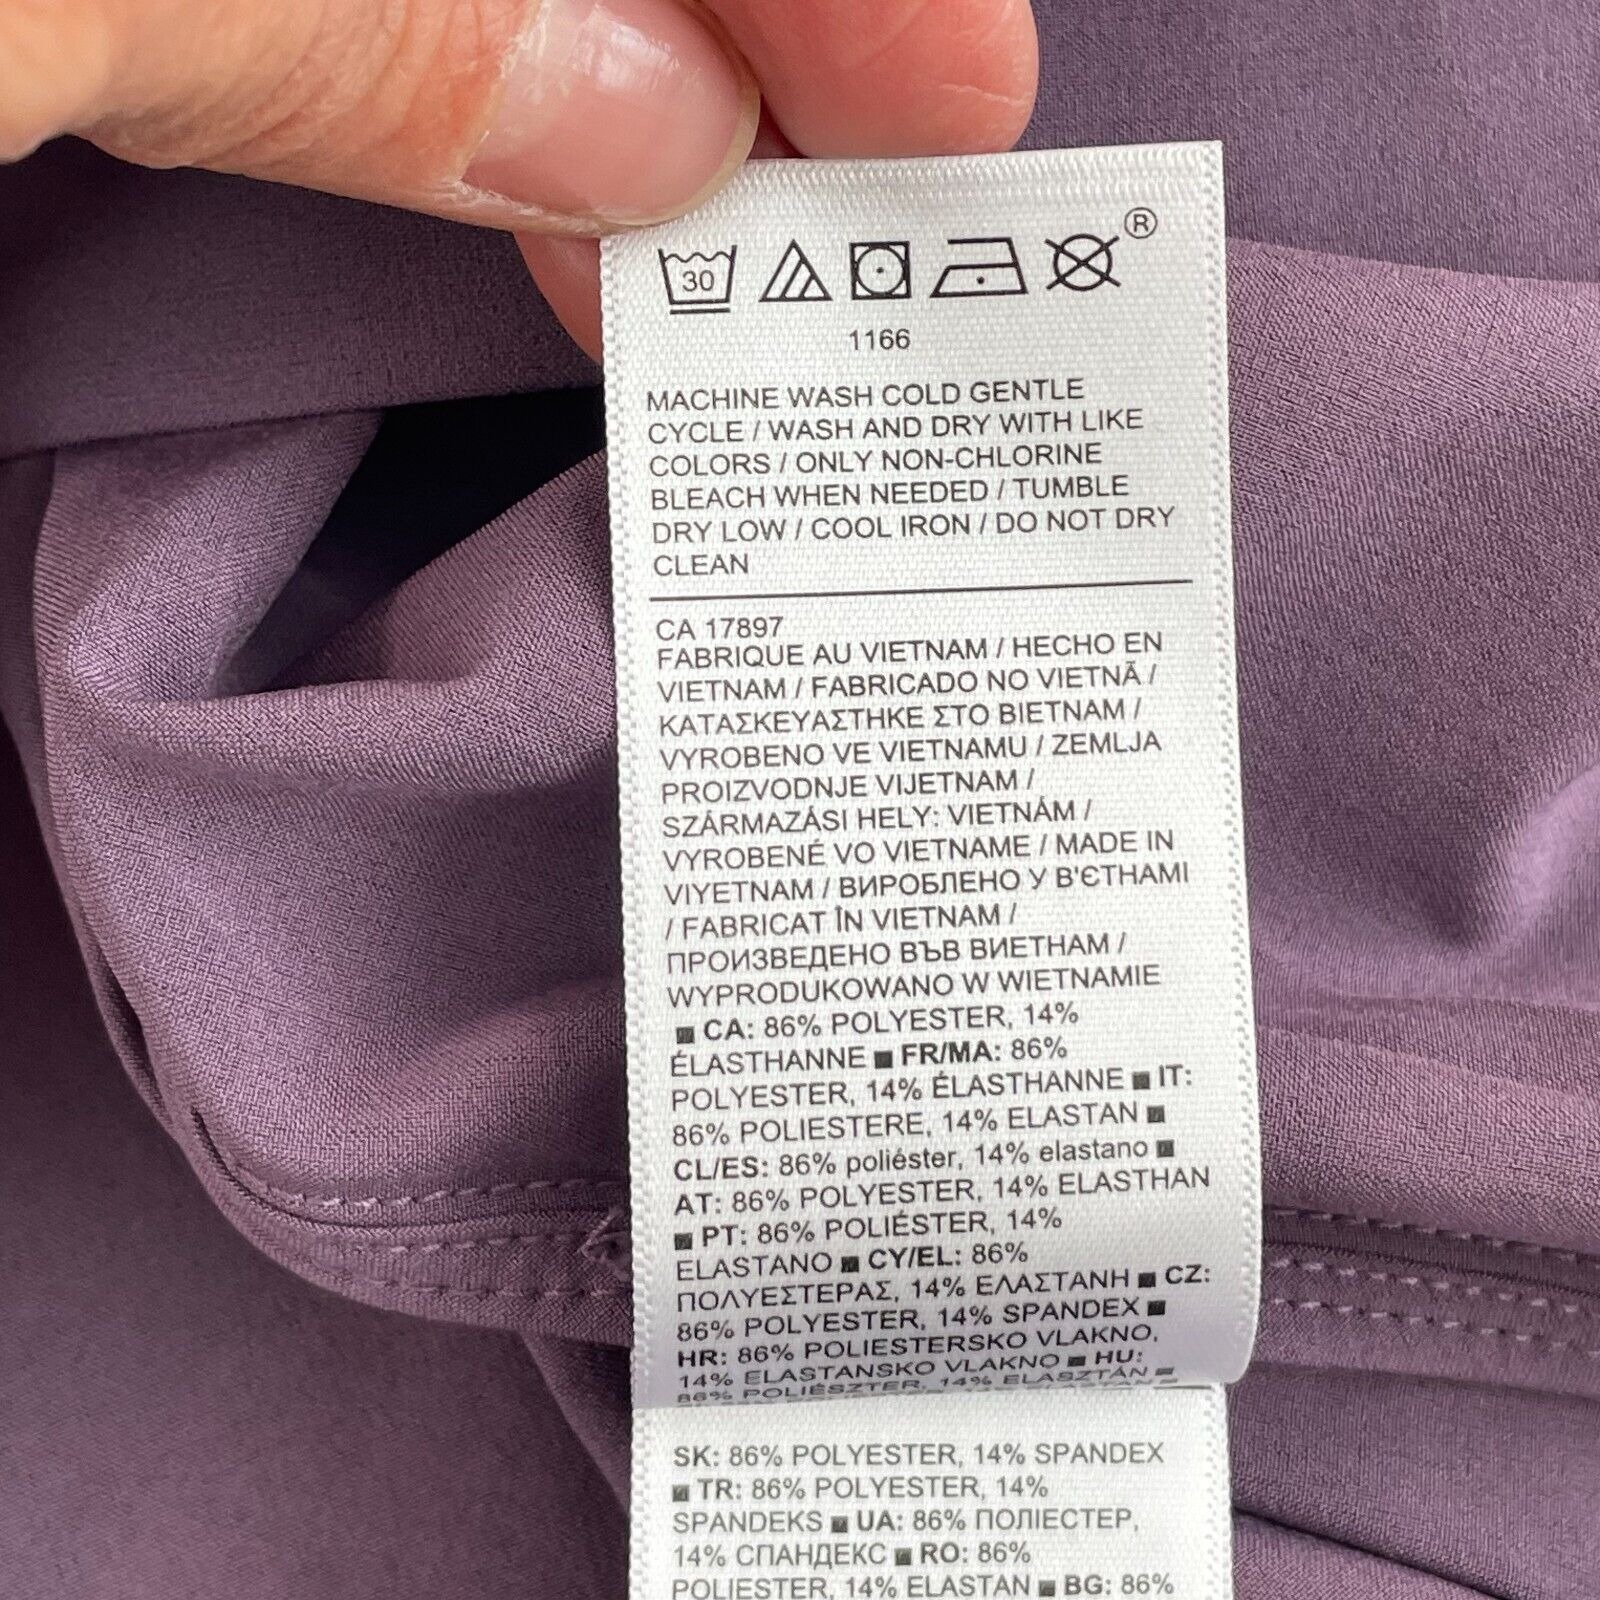 30 ®
1166
MACHINE WASH COLD GENTLE
CYCLE / WASH AND DRY WITH LIKE
COLORS / ONLY NON-CHLORINE
BLEACH WHEN NEEDED / TUMBLE
DRY LOW / COOL IRON / DO NOT DRY
CLEAN
CA 17897
FABRIQUE AU VIETNAM / HECHO EN
VIETNAM / FABRICADO NO VIETNÃ /
ΚΑΤΑΣΚΕΥΑΣΤΗΚΕ ΣΤΟ ΒΙΕΤΝΑΜ /
VYROBENO VE VIETNAMU / ZEMLJA
PROIZVODNJE VIJETNAM /
SZÁRMAZÁSI HELY: VIETNÁM /
VYROBENÉ VO VIETNAME / MADE IN
VIYETNAM / ВИРОБЛЕНО У В'ЄТНАМІ
/ FABRICAT ÎN VIETNAM /
ПРОИЗВЕДЕНО ВЪВ ВИЕТНАМ /
WYPRODUKOWANO W WIETNAMIE
■ CA: 86% POLYESTER, 14%
ÉLASTHANNE ■ FR/MA: 86%
POLYESTER, 14% ÉLASTHANNE ■ IT:
86% POLIESTERE, 14% ELASTAN ■
CL/ES: 86% poliéster, 14% elastano ■
AT: 86% POLYESTER, 14% ELASTHAN
■ PT: 86% POLIÉSTER, 14%
ELASTANO ■ CY/EL: 86%
ΠΟΛΥΕΣΤΕΡΑΣ, 14% ΕΛΑΣΤΑΝΗ ■ CZ:
86% POLYESTER, 14% SPANDEX ■
HR: 86% POLIESTERSKO VLAKNO,
14% ELASTANSKO VLAKNO ■ HU:
86% POLIÉSZTER, 14% ELASZTÁN ■
SK: 86% POLYESTER, 14% SPANDEX
■ TR: 86% POLYESTER, 14%
SPANDEKS ■ UA: 86% ПОЛІЕСТЕР,
14% СПАНДЕКС ■ RO: 86%
POLIESTER, 14% ELASTAN ■ BG: 86%